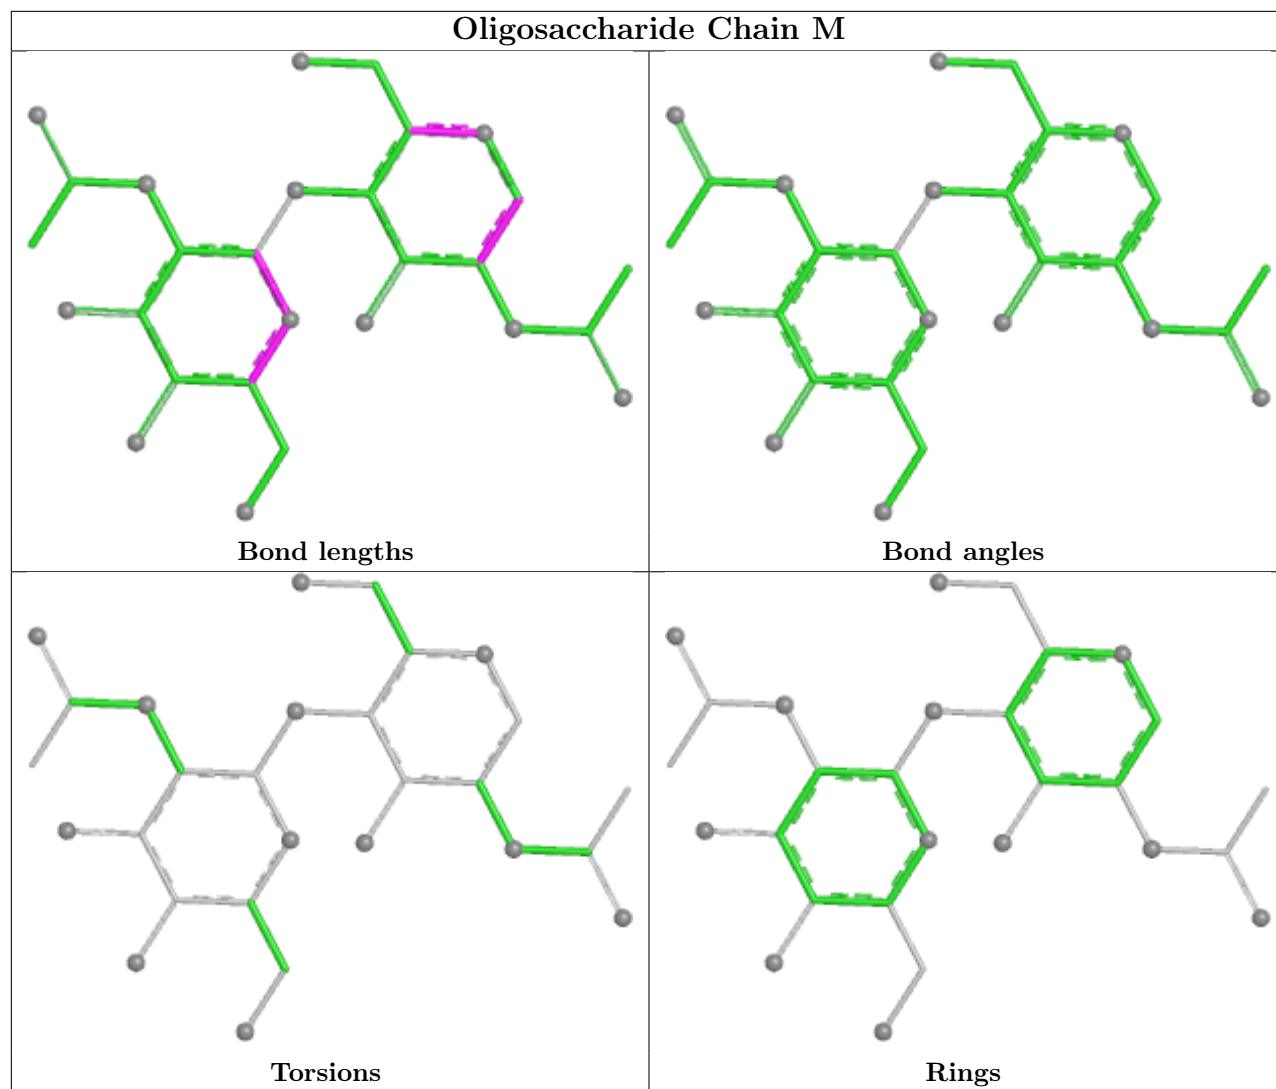 Oligosaccharide Chain M
Bond lengths
Bond angles
Torsions
Rings